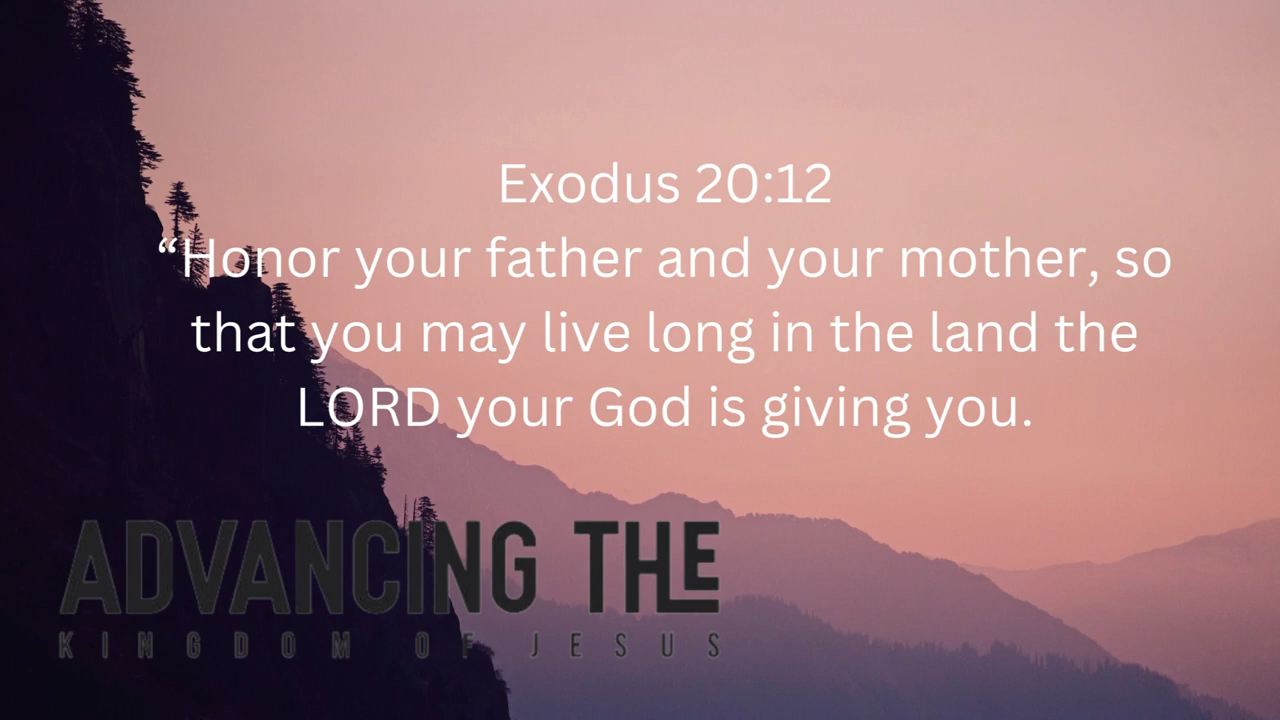 Exodus 20:12
“Honor your father and your mother, so
that you may live long in the land the
LORD your God is giving you.
ADVANCING THE
KINGDOM OF JESUS